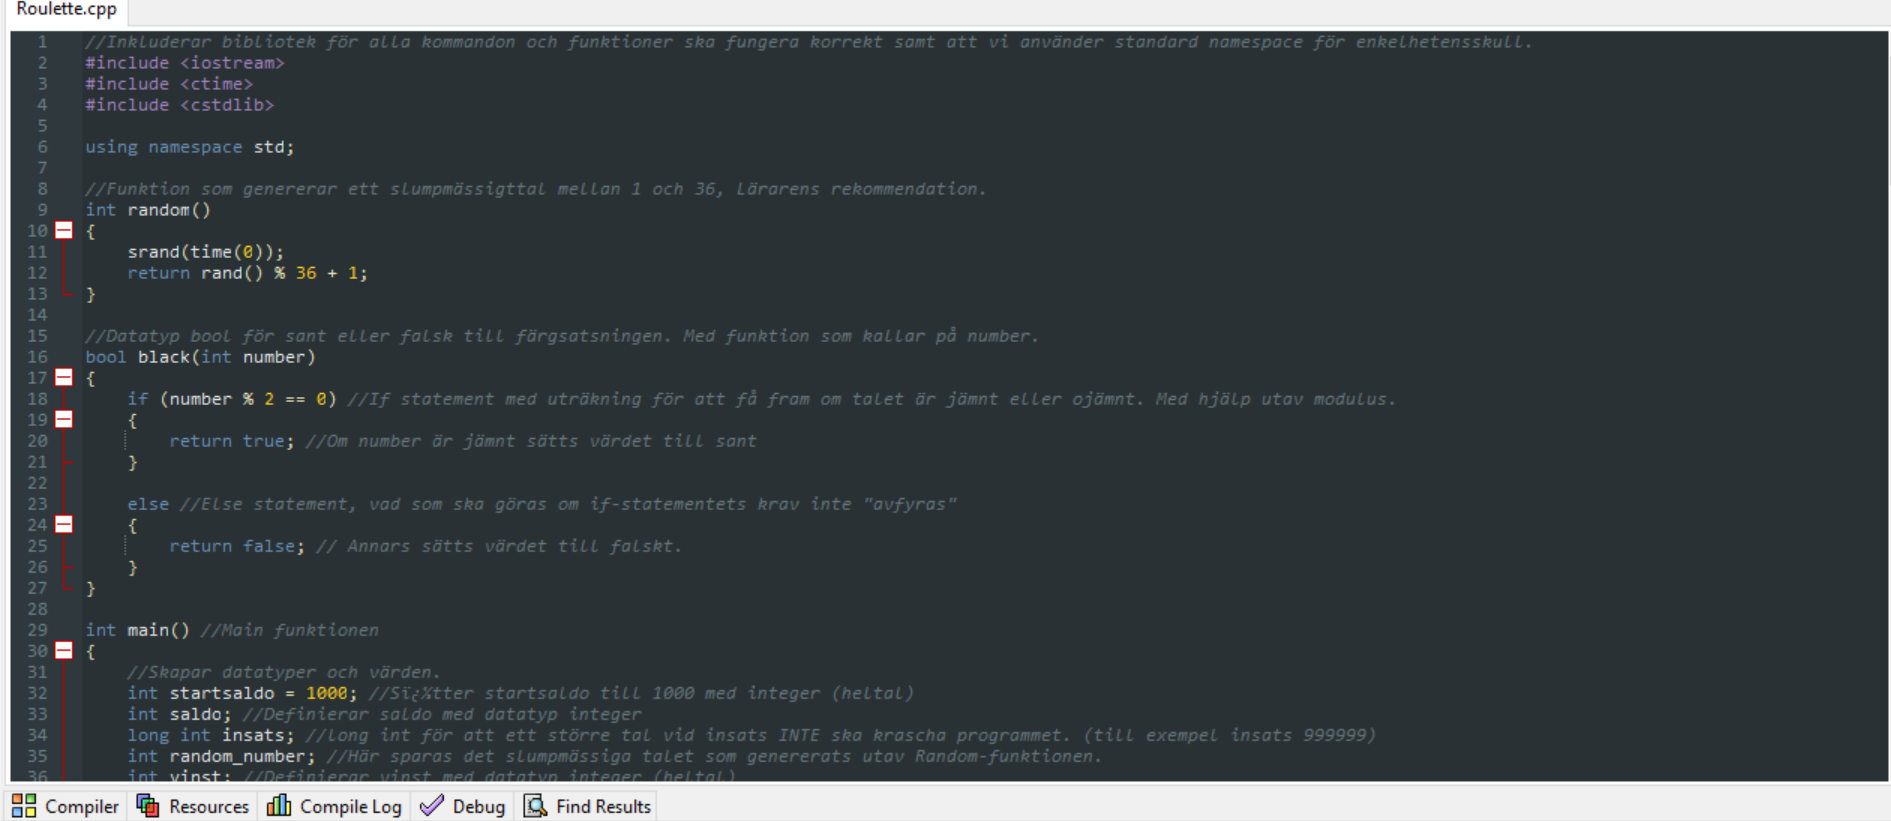 Roulette.cpp
1 //Inkluderar bibliotek för alla kommandon och funktioner ska fungera korrekt samt att vi använder standard namespace för enkelhetensskull.
2 #include <iostream>
3 #include <ctime>
4 #include <cstdlib>
5
6 using namespace std;
7
8 //Funktion som genererar ett slumpmässigttal mellan 1 och 36, Lärarens rekommendation.
9 int random()
10 {
11 srand(time(0));
12 return rand() % 36 + 1;
13 }
14
15 //Datatyp bool för sant eller falsk till färgsatsningen. Med funktion som kallar på number.
16 bool black(int number)
17 {
18 if (number % 2 == 0) //If statement med uträkning för att få fram om talet är jämnt eller ojämnt. Med hjälp utav modulus.
19 {
20 return true; //Om number är jämnt sätts värdet till sant
21 }
22
23 else //Else statement, vad som ska göras om if-statementets krav inte "avfyras"
24 {
25 return false; // Annars sätts värdet till falskt.
26 }
27 }
28
29 int main() //Main funktionen
30 {
31 //Skapar datatyper och värden.
32 int startsaldo = 1000; //Sï¿½tter startsaldo till 1000 med integer (heltal)
33 int saldo; //Definierar saldo med datatyp integer
34 long int insats; //long int för att ett större tal vid insats INTE ska krascha programmet. (till exempel insats 999999)
35 int random_number; //Här sparas det slumpmässiga talet som genererats utav Random-funktionen.
36 int vinst; //Definierar vinst med datatyp integer (heltal)
Compiler Resources Compile Log Debug Find Results